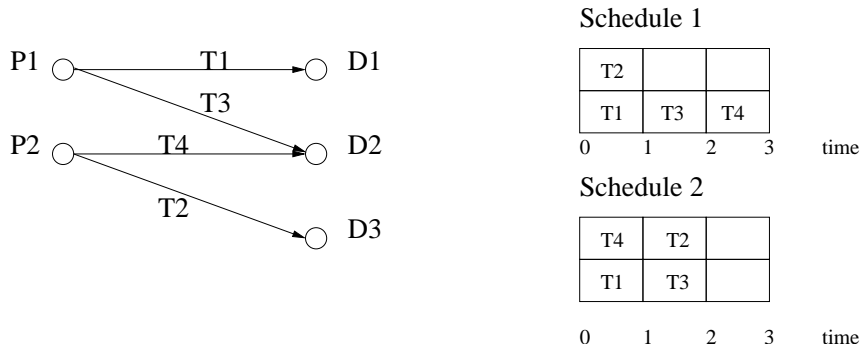 P1 T1 D1
T3
P2 T4 D2
T2
D3
Schedule 1
T2
T1 T3 T4
0 1 2 3 time
Schedule 2
T4 T2
T1 T3
0 1 2 3 time